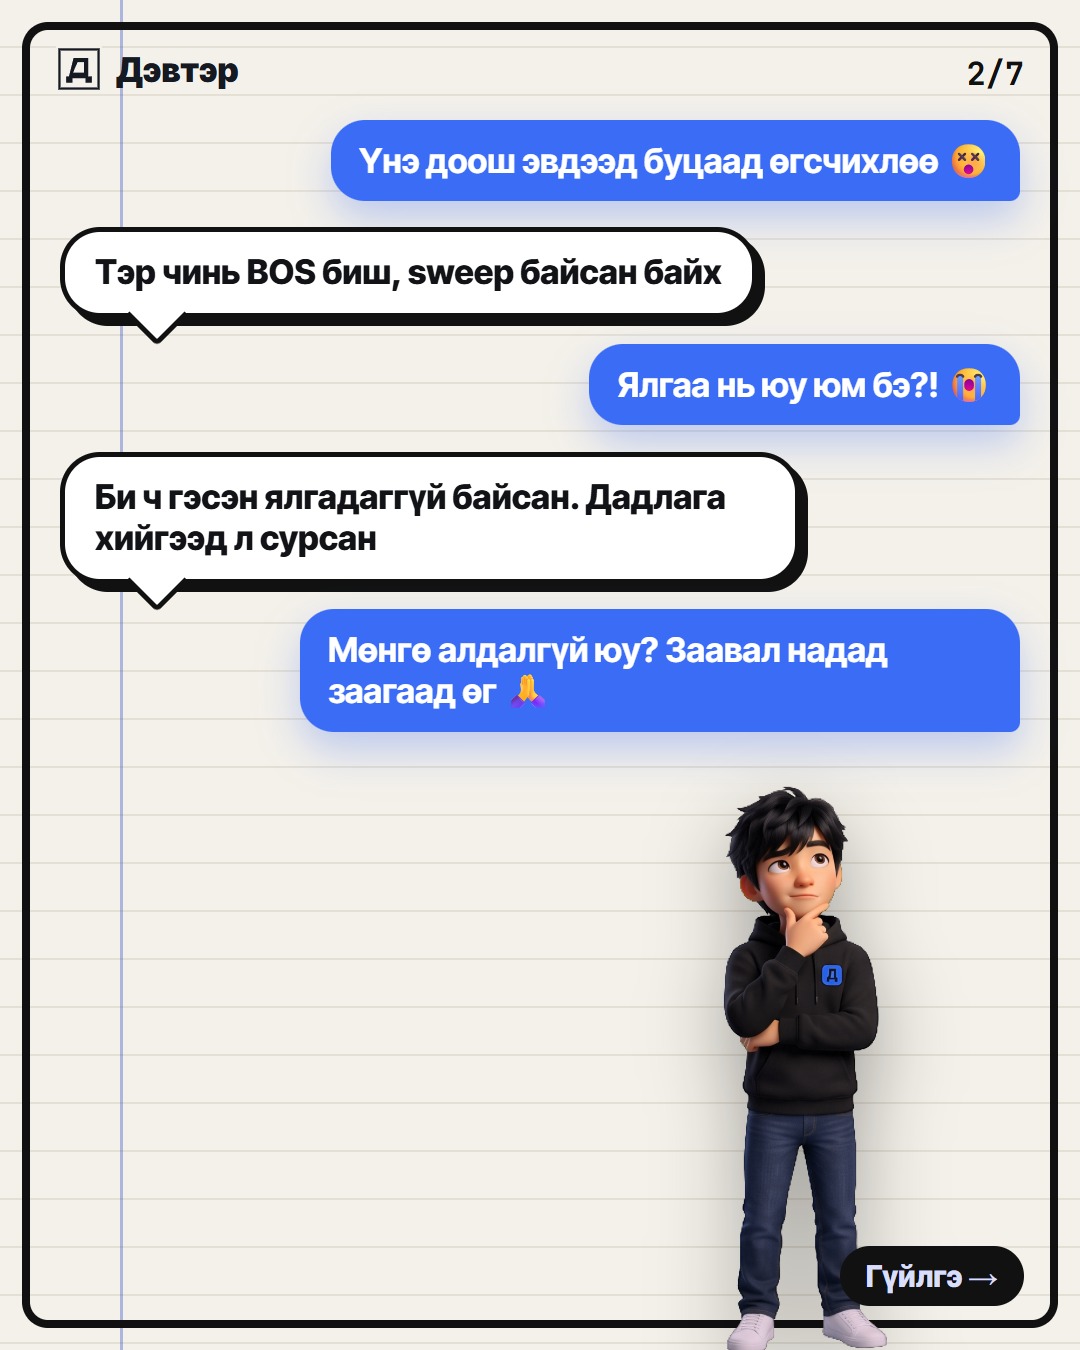 Д Дэвтэр
2/7
Үнэ доош эвдээд буцаад өгсчихлөө 😵
Тэр чинь BOS биш, sweep байсан байх
Ялгаа нь юу юм бэ?! 😭
Би ч гэсэн ялгадаггүй байсан. Дадлага
хийгээд л сурсан
Мөнгө алдалгүй юу? Заавал надад
заагаад өг 🙏
Д
Гүйлгэ →